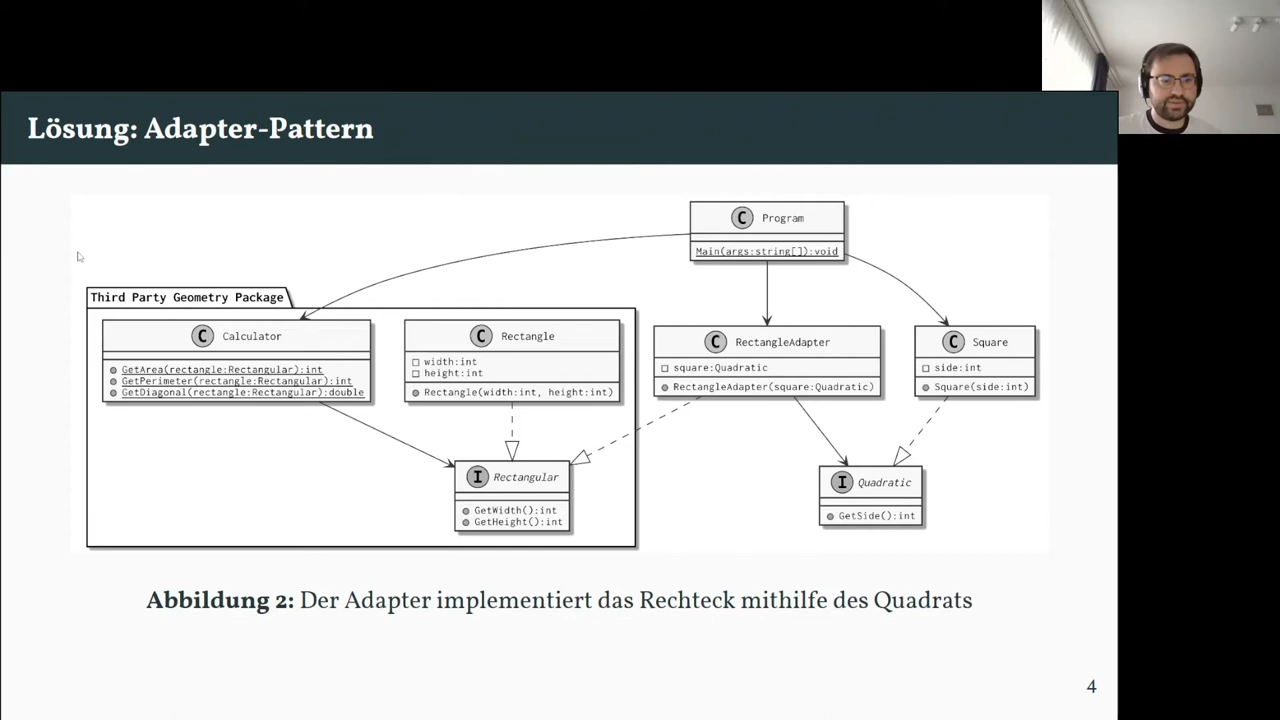 Lösung: Adapter-Pattern
C Program
Main(args:string[]):void
Third Party Geometry Package
C Calculator
GetArea(rectangle:Rectangular):int
GetPerimeter(rectangle:Rectangular):int
GetDiagonal(rectangle:Rectangular):double
C Rectangle
width:int
height:int
Rectangle(width:int, height:int)
C RectangleAdapter
square:Quadratic
RectangleAdapter(square:Quadratic)
C Square
side:int
Square(side:int)
I Rectangular
GetWidth():int
GetHeight():int
I Quadratic
GetSide():int
Abbildung 2: Der Adapter implementiert das Rechteck mithilfe des Quadrats
4